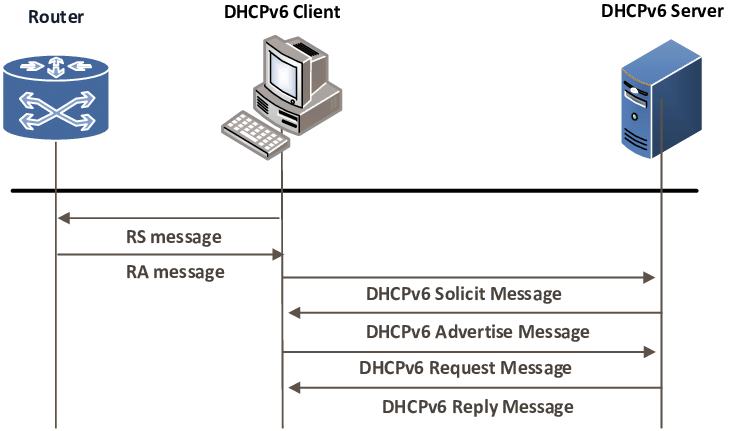 Router
DHCPv6 Client
DHCPv6 Server
RS message
RA message
DHCPv6 Solicit Message
DHCPv6 Advertise Message
DHCPv6 Request Message
DHCPv6 Reply Message